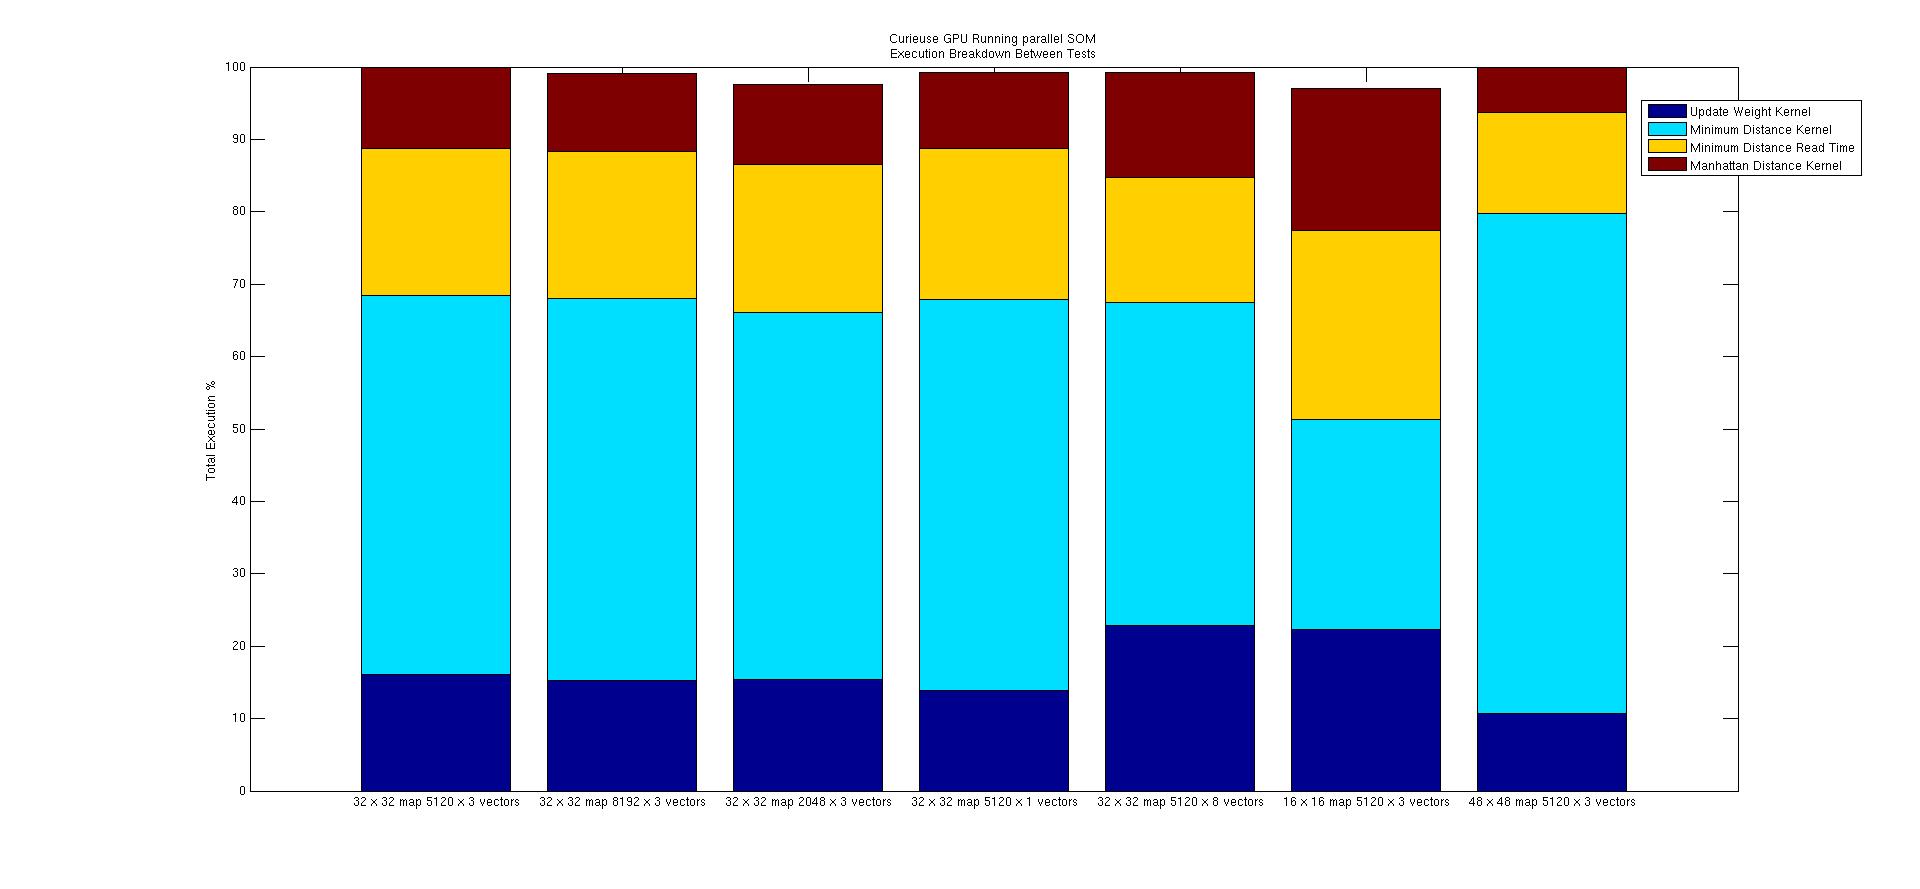 Curieuse GPU Running parallel SOM
Execution Breakdown Between Tests
100
90
80
70
60
50
40
30
20
10
0
Total Execution %
Update Weight Kernel
Minimum Distance Kernel
Minimum Distance Read Time
Manhattan Distance Kernel
32 x 32 map 5120 x 3 vectors
32 x 32 map 8192 x 3 vectors
32 x 32 map 2048 x 3 vectors
32 x 32 map 5120 x 1 vectors
32 x 32 map 5120 x 8 vectors
16 x 16 map 5120 x 3 vectors
48 x 48 map 5120 x 3 vectors